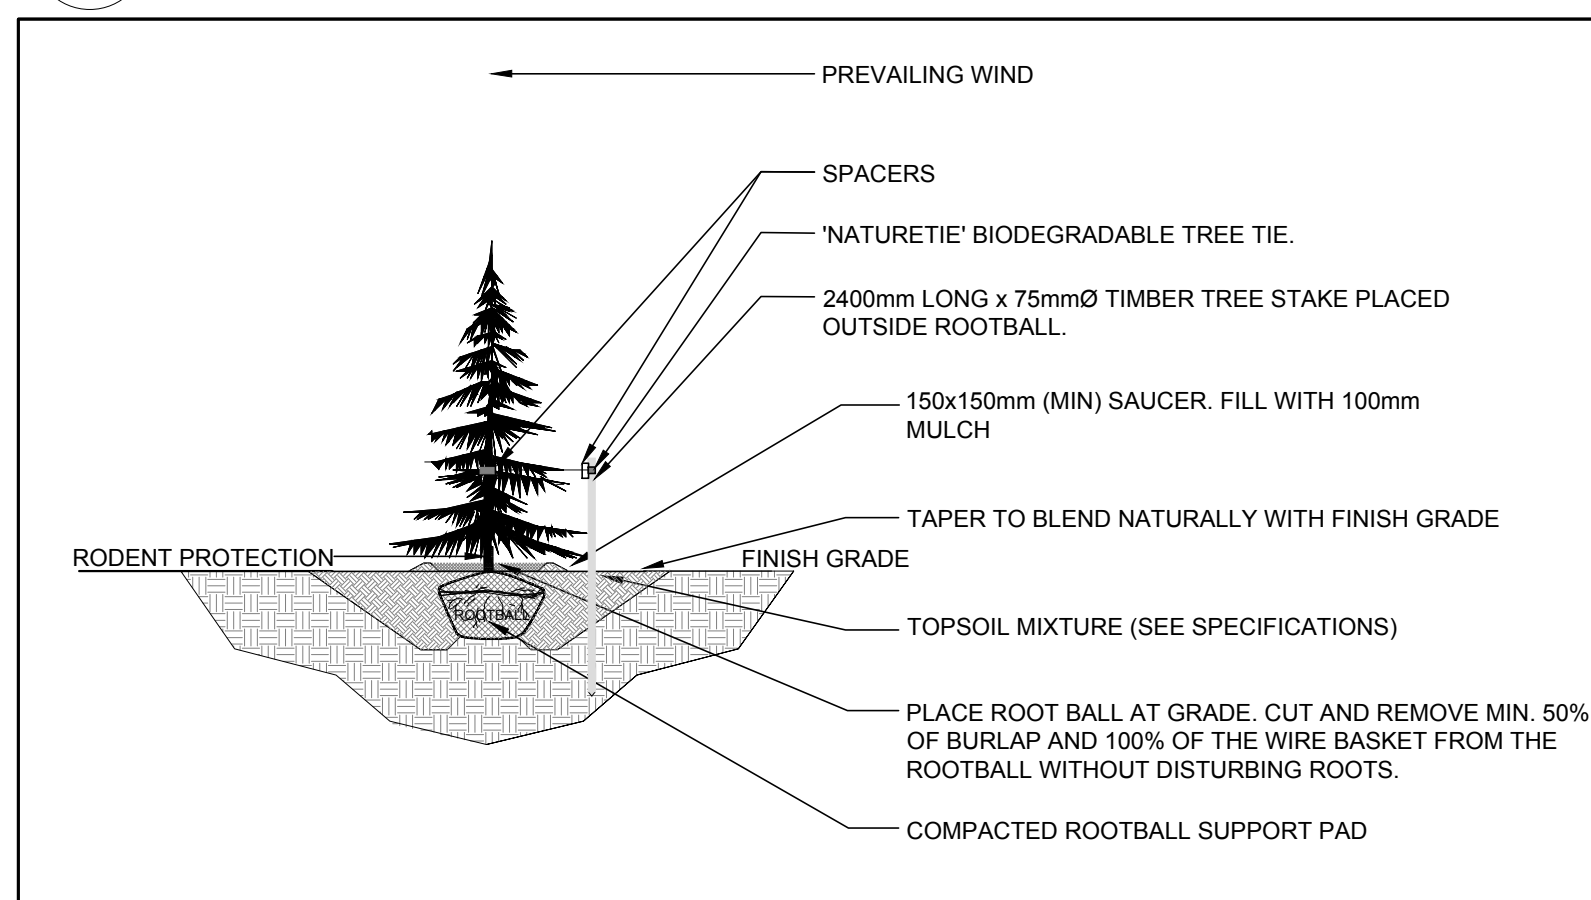 PREVAILING WIND
SPACERS
'NATURETIE' BIODEGRADABLE TREE TIE.
2400mm LONG x 75mmØ TIMBER TREE STAKE PLACED
OUTSIDE ROOTBALL.
150x150mm (MIN) SAUCER. FILL WITH 100mm
MULCH
TAPER TO BLEND NATURALLY WITH FINISH GRADE
RODENT PROTECTION
FINISH GRADE
ROOTBALL
TOPSOIL MIXTURE (SEE SPECIFICATIONS)
PLACE ROOT BALL AT GRADE. CUT AND REMOVE MIN. 50%
OF BURLAP AND 100% OF THE WIRE BASKET FROM THE
ROOTBALL WITHOUT DISTURBING ROOTS.
COMPACTED ROOTBALL SUPPORT PAD